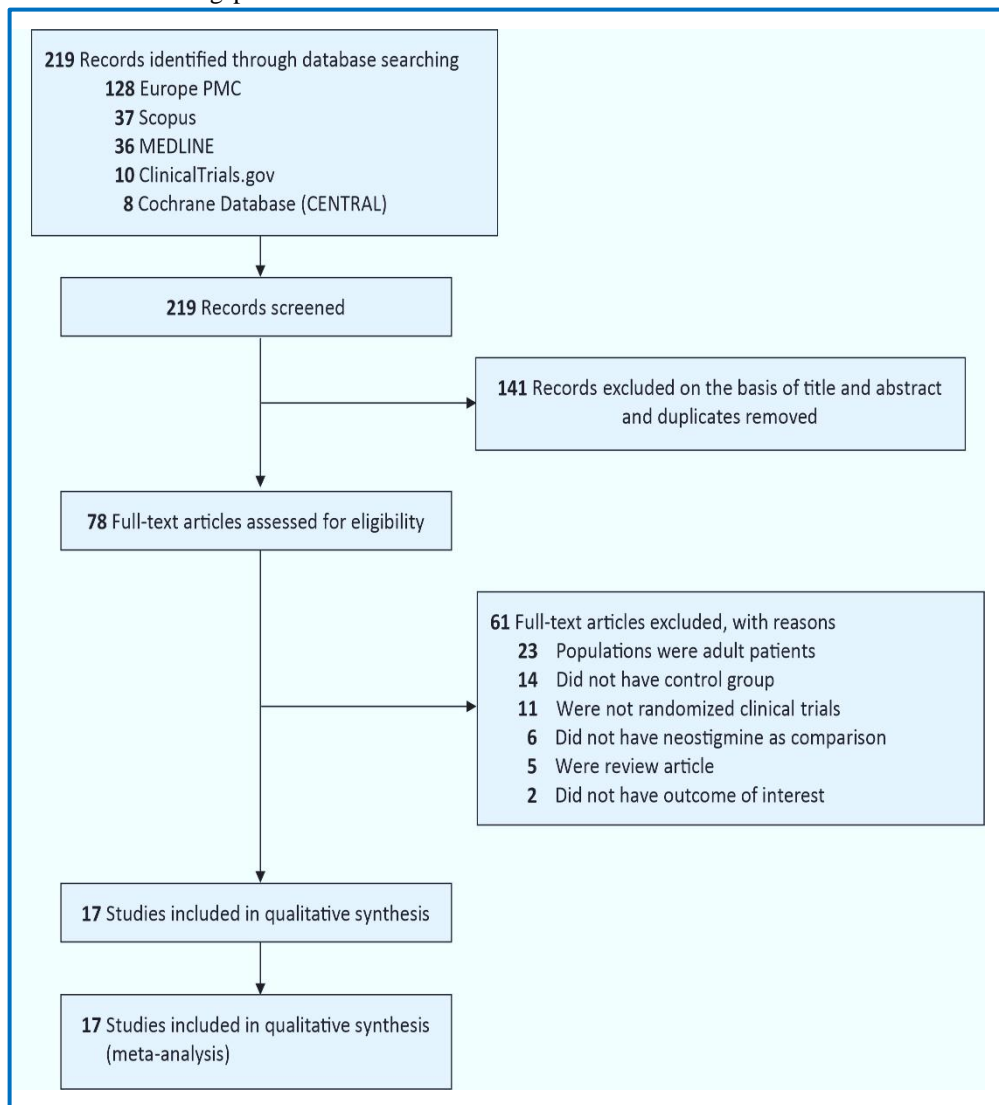 219 Records identified through database searching
128 Europe PMC
37 Scopus
36 MEDLINE
10 ClinicalTrials.gov
8 Cochrane Database (CENTRAL)
219 Records screened
141 Records excluded on the basis of title and abstract
and duplicates removed
78 Full-text articles assessed for eligibility
61 Full-text articles excluded, with reasons
23 Populations were adult patients
14 Did not have control group
11 Were not randomized clinical trials
6 Did not have neostigmine as comparison
5 Were review article
2 Did not have outcome of interest
17 Studies included in qualitative synthesis
17 Studies included in qualitative synthesis
(meta-analysis)